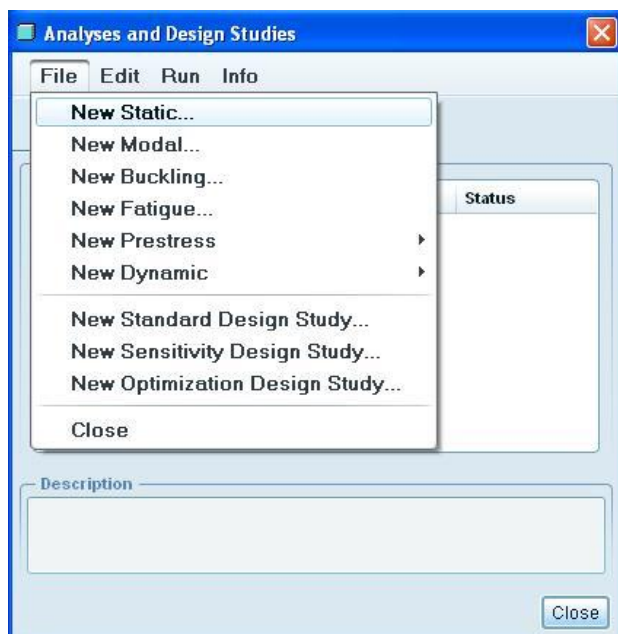 Analyses and Design Studies
File Edit Run Info
New Static...
New Modal...
New Buckling...
Status
New Fatigue...
New Prestress
New Dynamic
New Standard Design Study...
New Sensitivity Design Study...
New Optimization Design Study...
Close
Description
Close